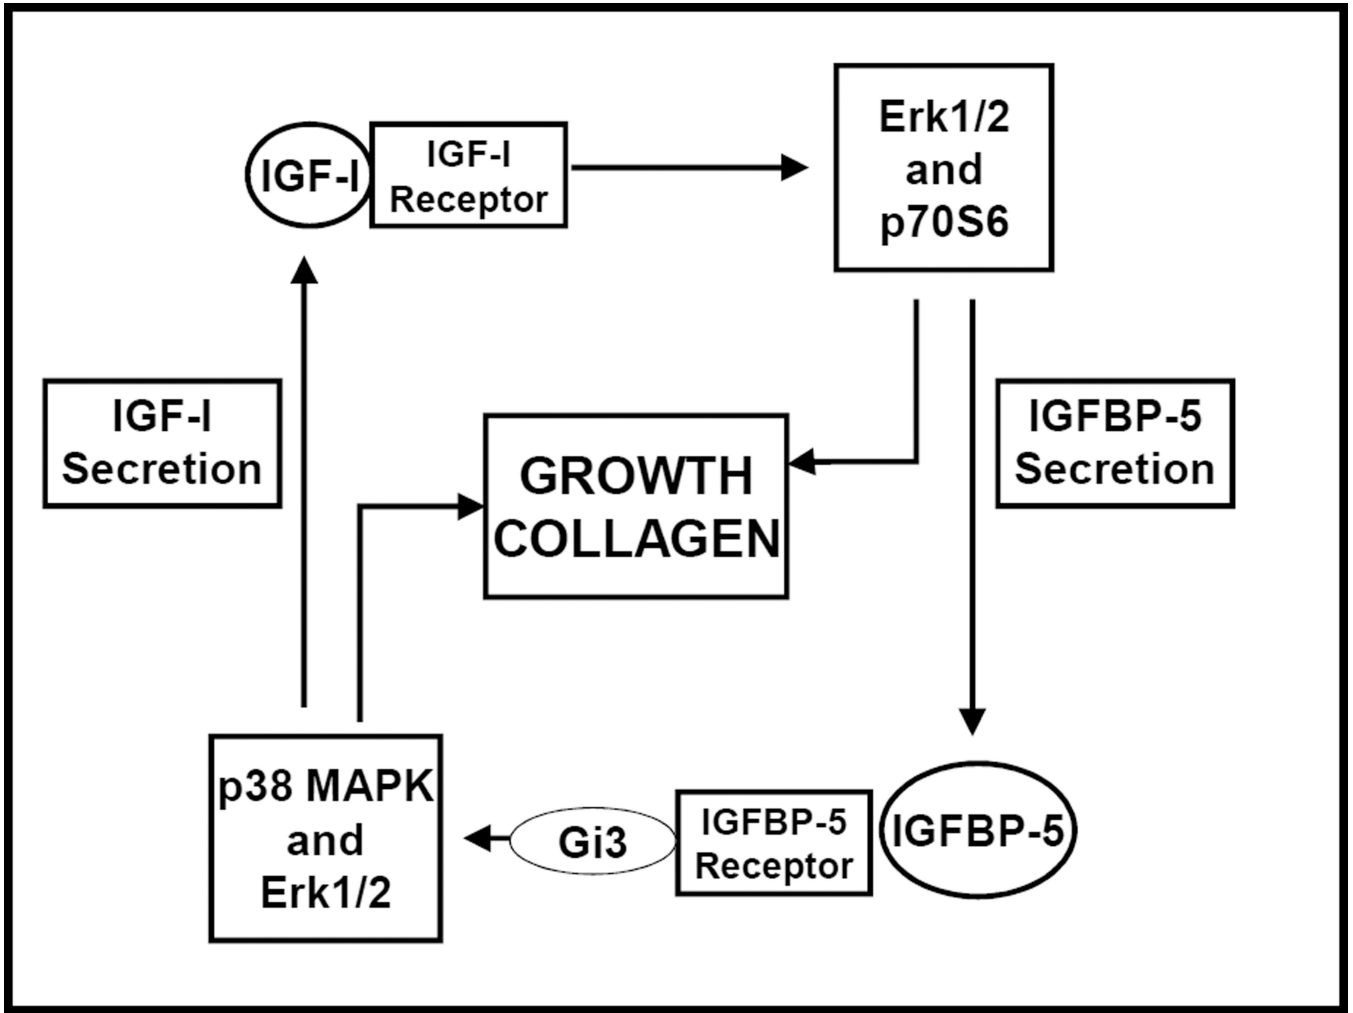 IGF-I
IGF-I
Receptor
Erk1/2
and
p70S6
IGF-I
Secretion
GROWTH
COLLAGEN
IGFBP-5
Secretion
p38 MAPK
and
Erk1/2
Gi3
IGFBP-5
Receptor
IGFBP-5